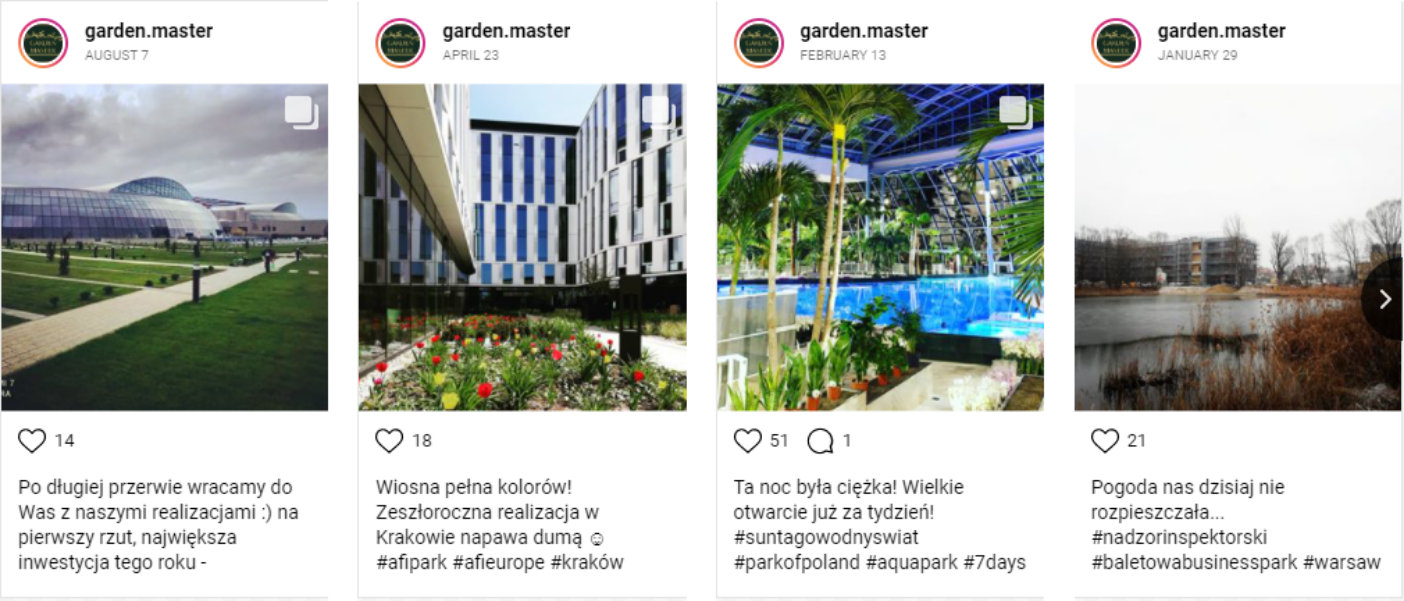 garden.master
AUGUST 7
14
Po długiej przerwie wracamy do
Was z naszymi realizacjami :) na
pierwszy rzut, największa
inwestycja tego roku -
garden.master
APRIL 23
18
Wiosna pełna kolorów!
Zeszłoroczna realizacja w
Krakowie napawa dumą ☺
#afipark #afieurope #kraków
garden.master
FEBRUARY 13
51
1
Ta noc była ciężka! Wielkie
otwarcie już za tydzień!
#suntagowodnyswiat
#parkofpoland #aquapark #7days
garden.master
JANUARY 29
21
Pogoda nas dzisiaj nie
rozpieszczała...
#nadzorinspektorski
#baletowabusinesspark #warsaw